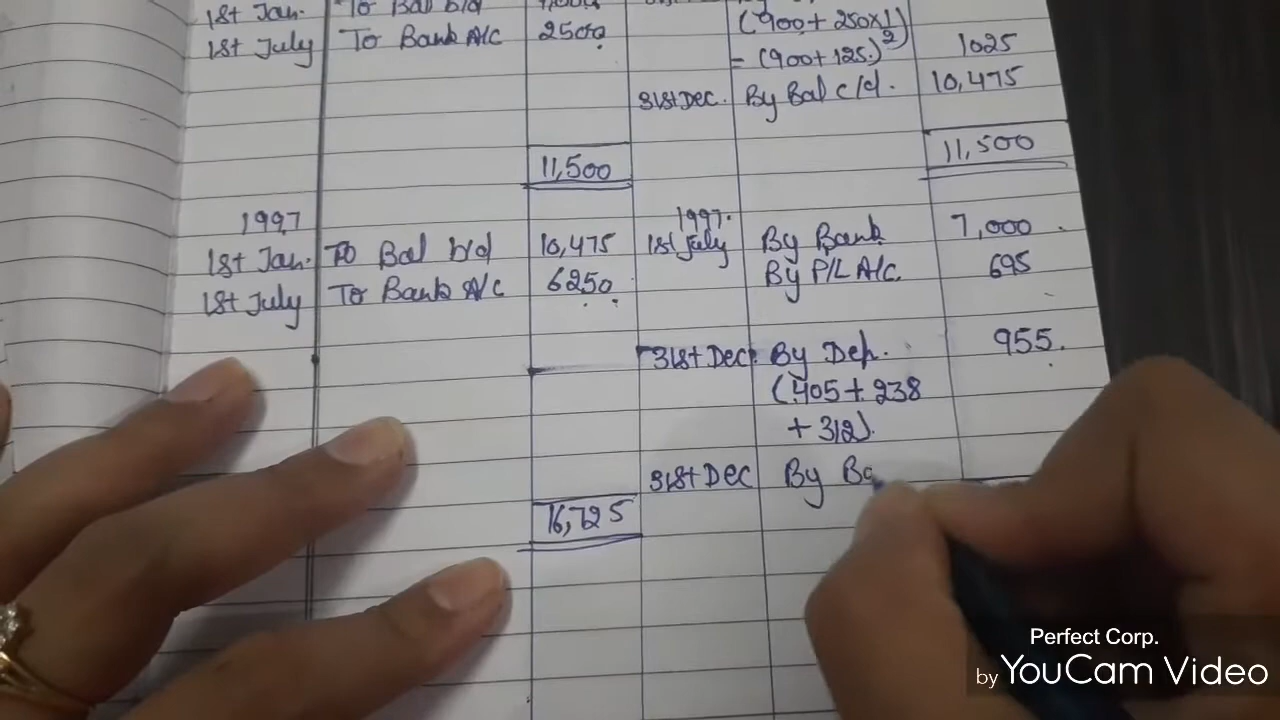 1st Jan. To Bal b/d
1st July To Bank A/c 2500
(900 + 250×1/2)
= (900+125) 1025
31st Dec. By Bal c/d. 10,475
11,500 11,500
1997 1997.
1st Jan. To Bal b/d 10,475 1st July By Bank 7,000
1st July To Bank A/c 6250 By P/L A/c. 695
31st Dec. By Dep. 955.
(405 + 238
+ 312).
31st Dec By Ba
16,725
Perfect Corp.
by YouCam Video